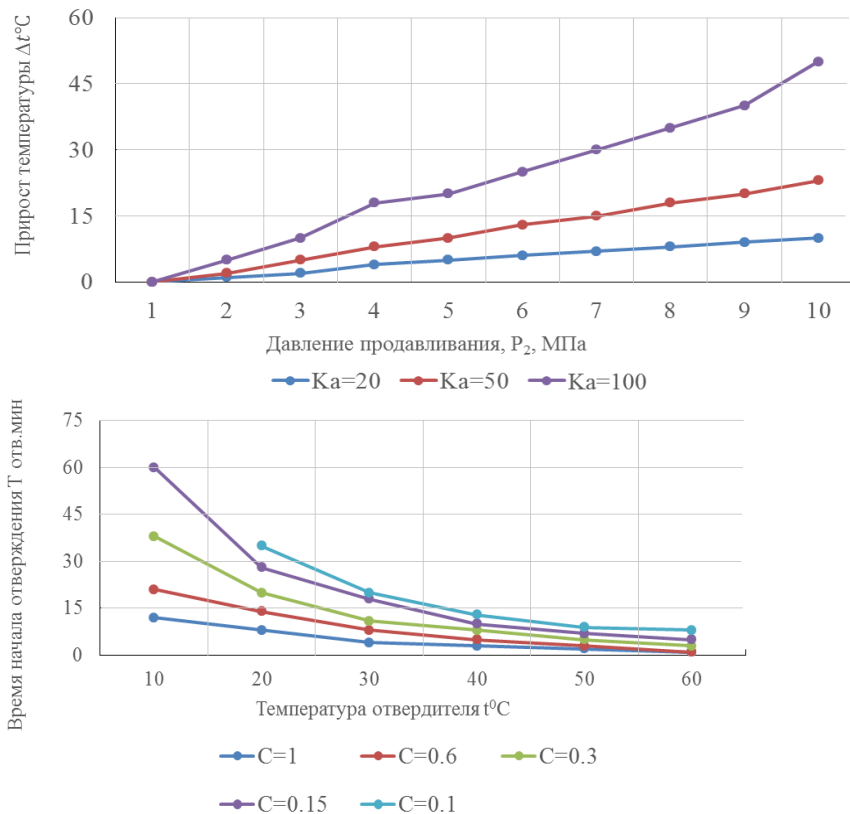 Прирост температуры Δt°C
60
45
30
15
0
1 2 3 4 5 6 7 8 9 10
Давление продавливания, P₂, МПа
Ka=20 Ka=50 Ka=100
Время начала отверждения T отв.мин
75
60
45
30
15
0
10 20 30 40 50 60
Температура отвердителя t⁰C
C=1 C=0.6 C=0.3
C=0.15 C=0.1